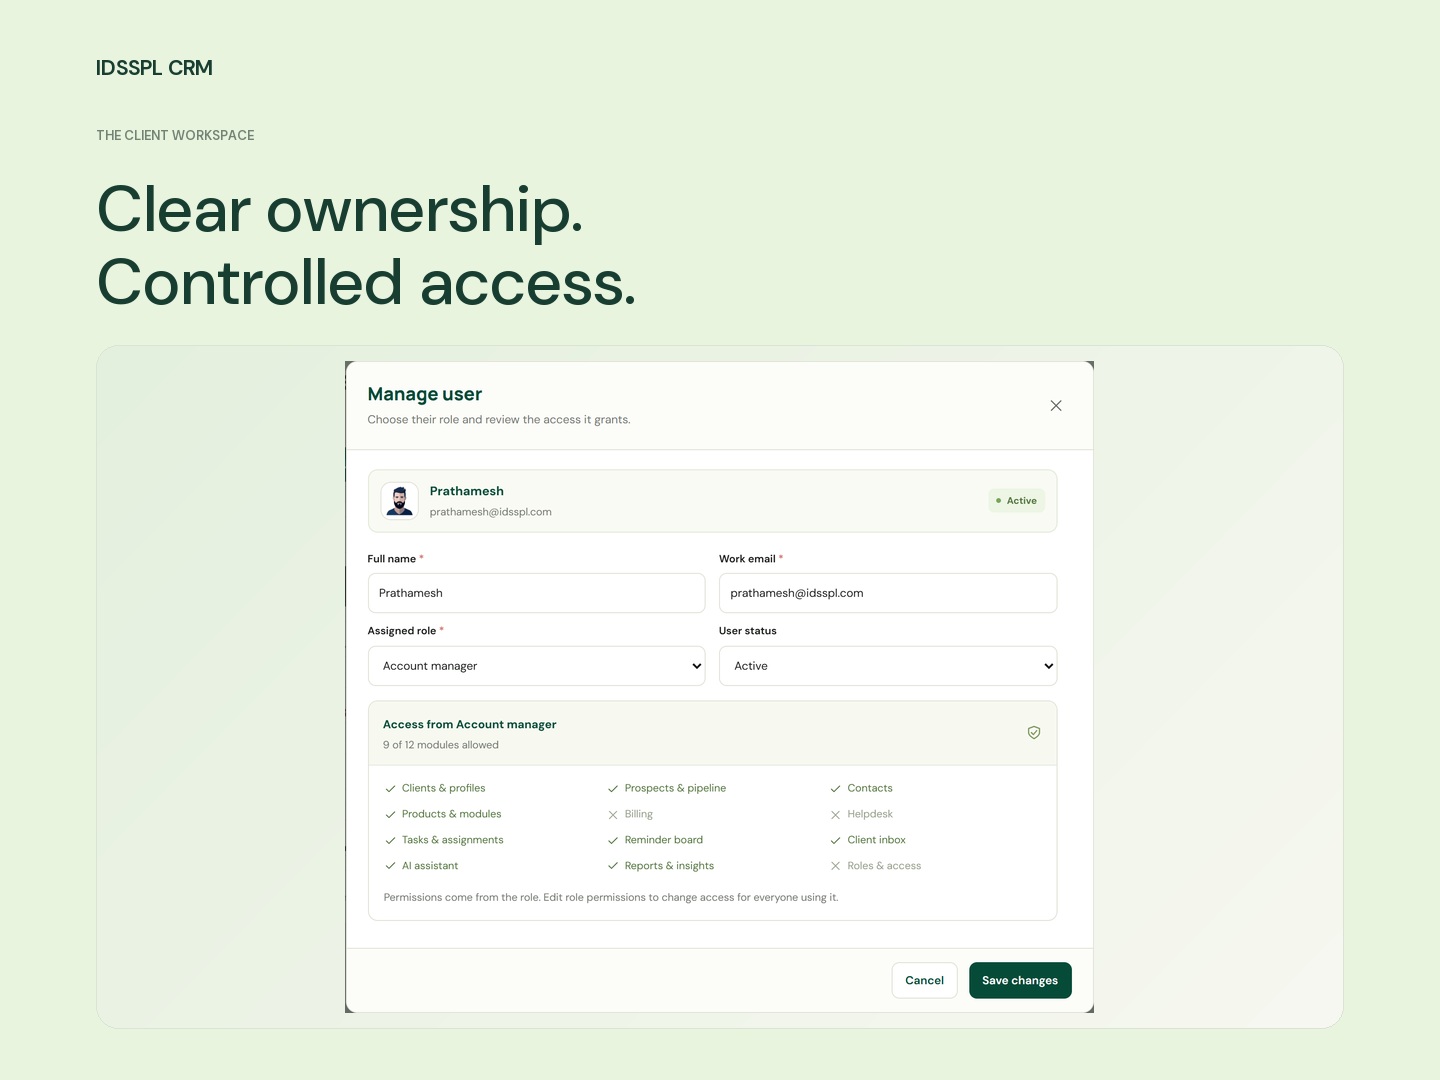 IDSSPL CRM
THE CLIENT WORKSPACE
Clear ownership.
Controlled access.
Manage user
Choose their role and review the access it grants.
Prathamesh
prathamesh@idsspl.com
Active
Full name *
Work email *
Prathamesh
prathamesh@idsspl.com
Assigned role *
User status
Account manager
Active
Access from Account manager
9 of 12 modules allowed
Clients & profiles
Prospects & pipeline
Contacts
Products & modules
Billing
Helpdesk
Tasks & assignments
Reminder board
Client inbox
AI assistant
Reports & insights
Roles & access
Permissions come from the role. Edit role permissions to change access for everyone using it.
Cancel
Save changes